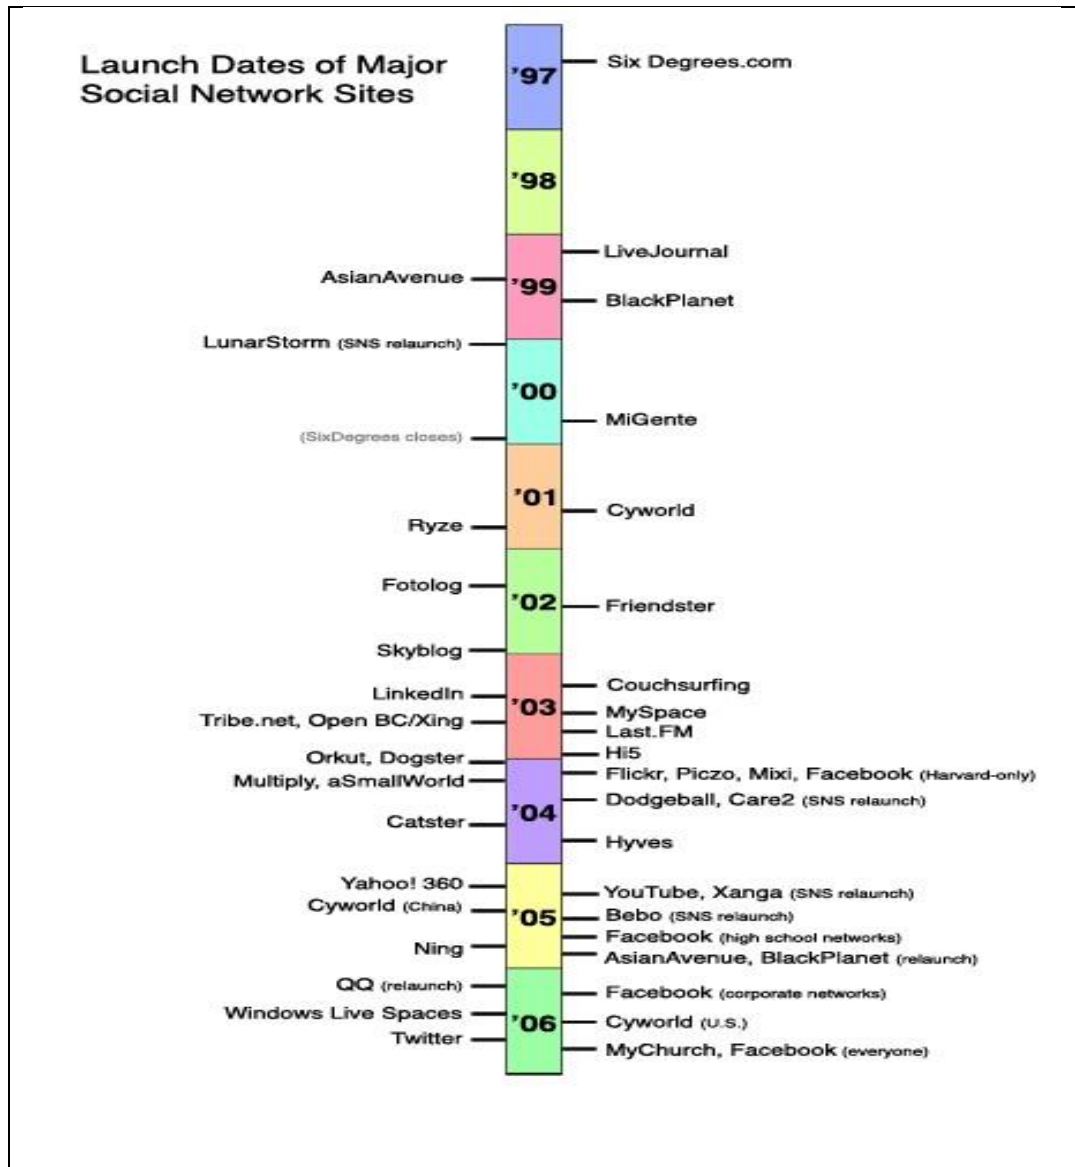 Launch Dates of Major
Social Network Sites
'97
Six Degrees.com
'98
LiveJournal
AsianAvenue
'99
BlackPlanet
LunarStorm (SNS relaunch)
'00
MiGente
(SixDegrees closes)
'01
Cyworld
Ryze
Fotolog
'02
Friendster
Skyblog
Couchsurfing
LinkedIn
'03
MySpace
Tribe.net, Open BC/Xing
Last.FM
Hi5
Orkut, Dogster
Flickr, Piczo, Mixi, Facebook (Harvard-only)
Multiply, aSmallWorld
Dodgeball, Care2 (SNS relaunch)
'04
Catster
Hyves
Yahoo! 360
YouTube, Xanga (SNS relaunch)
Cyworld (China)
'05
Bebo (SNS relaunch)
Facebook (high school networks)
Ning
AsianAvenue, BlackPlanet (relaunch)
QQ (relaunch)
Facebook (corporate networks)
Windows Live Spaces
'06
Cyworld (U.S.)
Twitter
MyChurch, Facebook (everyone)